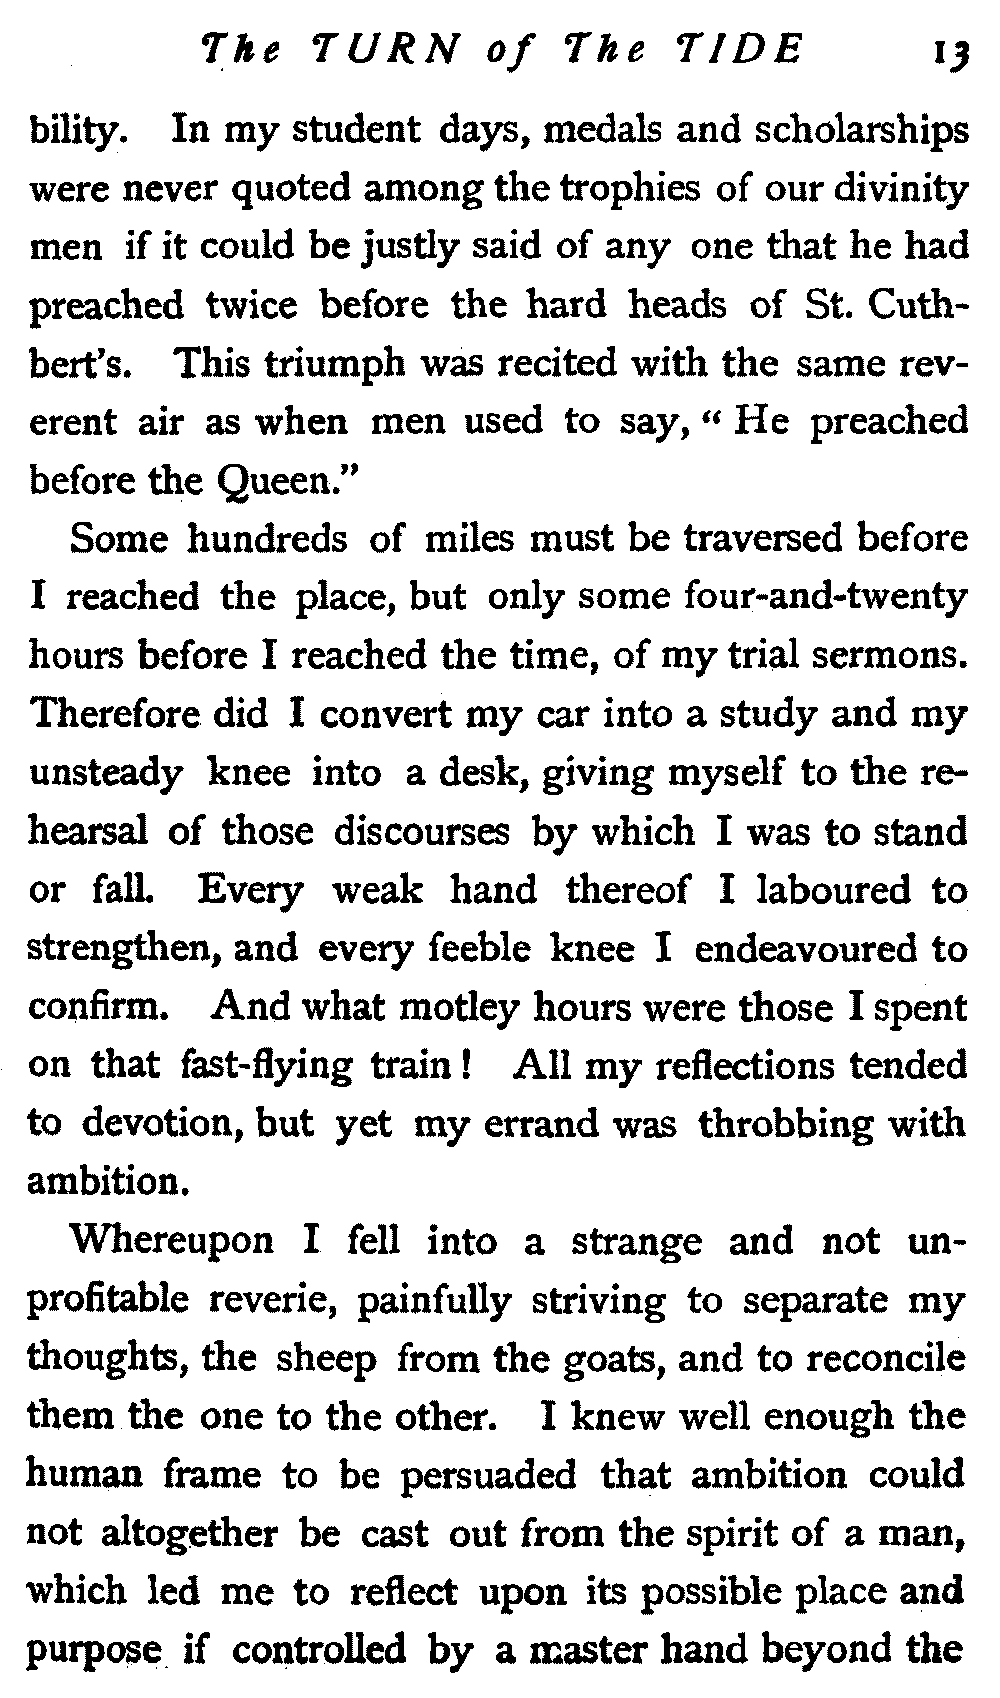 The TURN of The TIDE 13
bility. In my student days, medals and scholarships
were never quoted among the trophies of our divinity
men if it could be justly said of any one that he had
preached twice before the hard heads of St. Cuth-
bert's. This triumph was recited with the same rev-
erent air as when men used to say, “ He preached
before the Queen.”
Some hundreds of miles must be traversed before
I reached the place, but only some four-and-twenty
hours before I reached the time, of my trial sermons.
Therefore did I convert my car into a study and my
unsteady knee into a desk, giving myself to the re-
hearsal of those discourses by which I was to stand
or fall. Every weak hand thereof I laboured to
strengthen, and every feeble knee I endeavoured to
confirm. And what motley hours were those I spent
on that fast-flying train! All my reflections tended
to devotion, but yet my errand was throbbing with
ambition.
Whereupon I fell into a strange and not un-
profitable reverie, painfully striving to separate my
thoughts, the sheep from the goats, and to reconcile
them the one to the other. I knew well enough the
human frame to be persuaded that ambition could
not altogether be cast out from the spirit of a man,
which led me to reflect upon its possible place and
purpose if controlled by a master hand beyond the